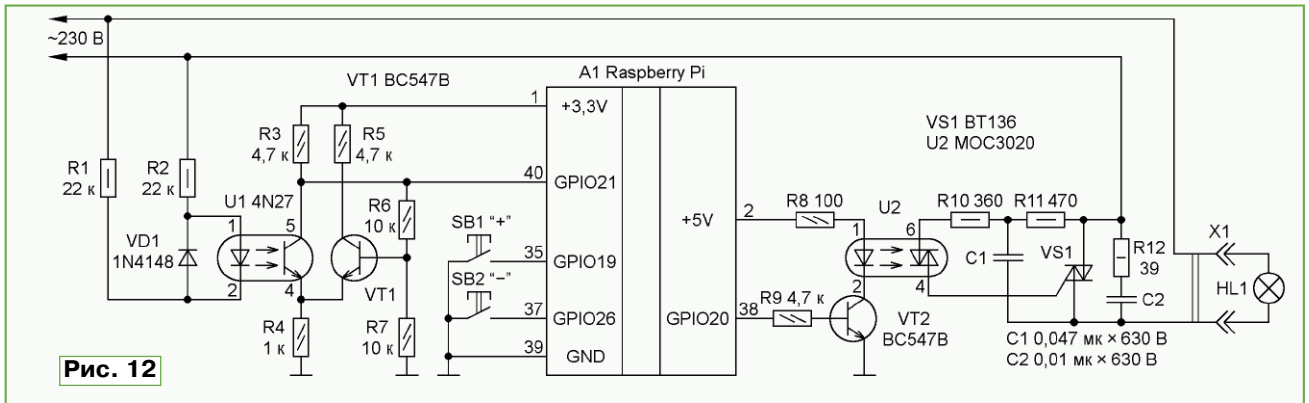 ~230 В
VT1 BC547B
A1 Raspberry Pi
1
+3,3V
R3
4,7 к
R5
4,7 к
VS1 BT136
U2 MOC3020
R1
22 к
R2
22 к
40
GPIO21
U1 4N27
1
5
2
4
R6
10 к
VD1
1N4148
VT1
SB1 “+”
35
GPIO19
SB2 “–”
37
GPIO26
39
GND
R4
1 к
R7
10 к
+5V
2
R8 100
U2
1
6
2
4
R10 360
R11 470
C1
VS1
R12
39
C2
X1
HL1
GPIO20
38
R9 4,7 к
VT2
BC547B
C1 0,047 мк × 630 В
C2 0,01 мк × 630 В
Рис. 12